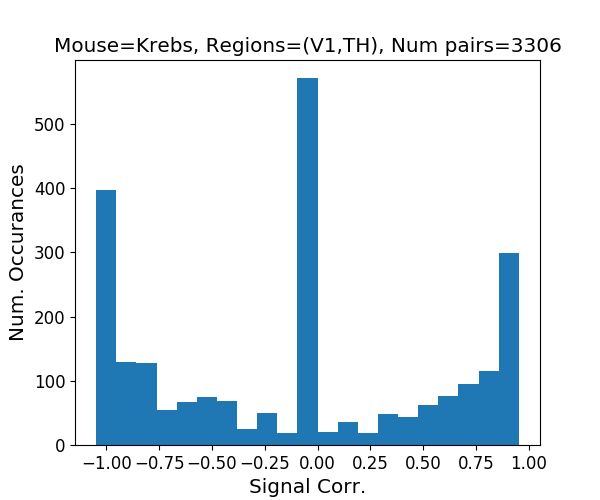 Mouse=Krebs, Regions=(V1,TH), Num pairs=3306
Num. Occurances
500
400
300
200
100
0
−1.00 −0.75 −0.50 −0.25 0.00 0.25 0.50 0.75 1.00
Signal Corr.